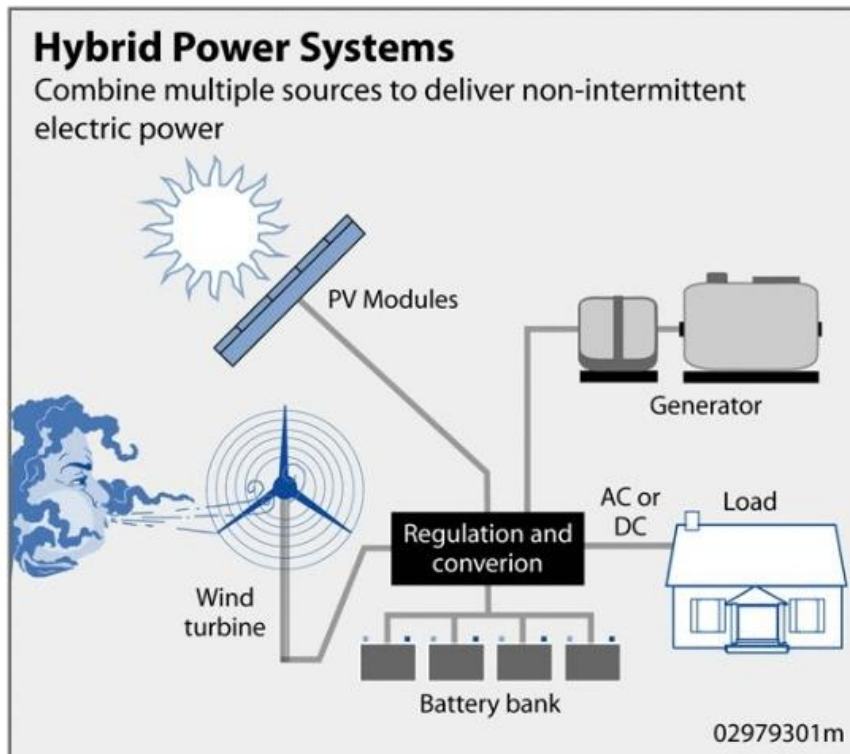 Hybrid Power Systems
Combine multiple sources to deliver non-intermittent
electric power
PV Modules
Generator
AC or
DC
Load
Regulation and
converion
Wind
turbine
Battery bank
02979301m